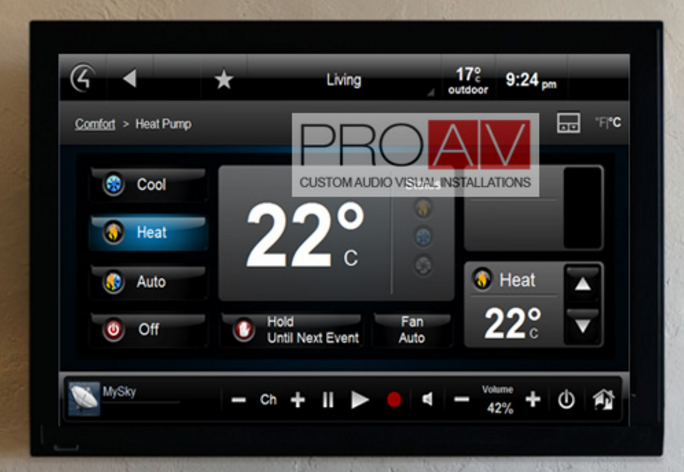 Living
17°C
outdoor
9:24 pm
Comfort > Heat Pump
°F|°C
PRO A|V
CUSTOM AUDIO VISUAL INSTALLATIONS
Cool
Heat
Auto
Off
22°
C
Hold
Until Next Event
Fan
Auto
Heat
22°C
MySky
Ch
Volume
42%